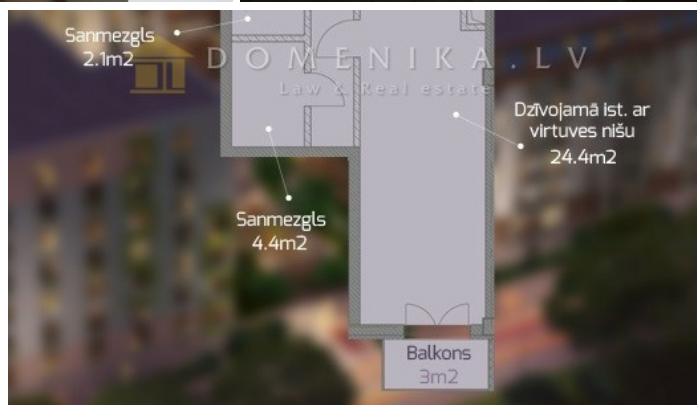 Sanmezgls
2.1m2
DOMENIKA.LV
Law & Real estate
Dzīvojamā ist. ar
virtuves nišu
24.4m2
Sanmezgls
4.4m2
Balkons
3m2